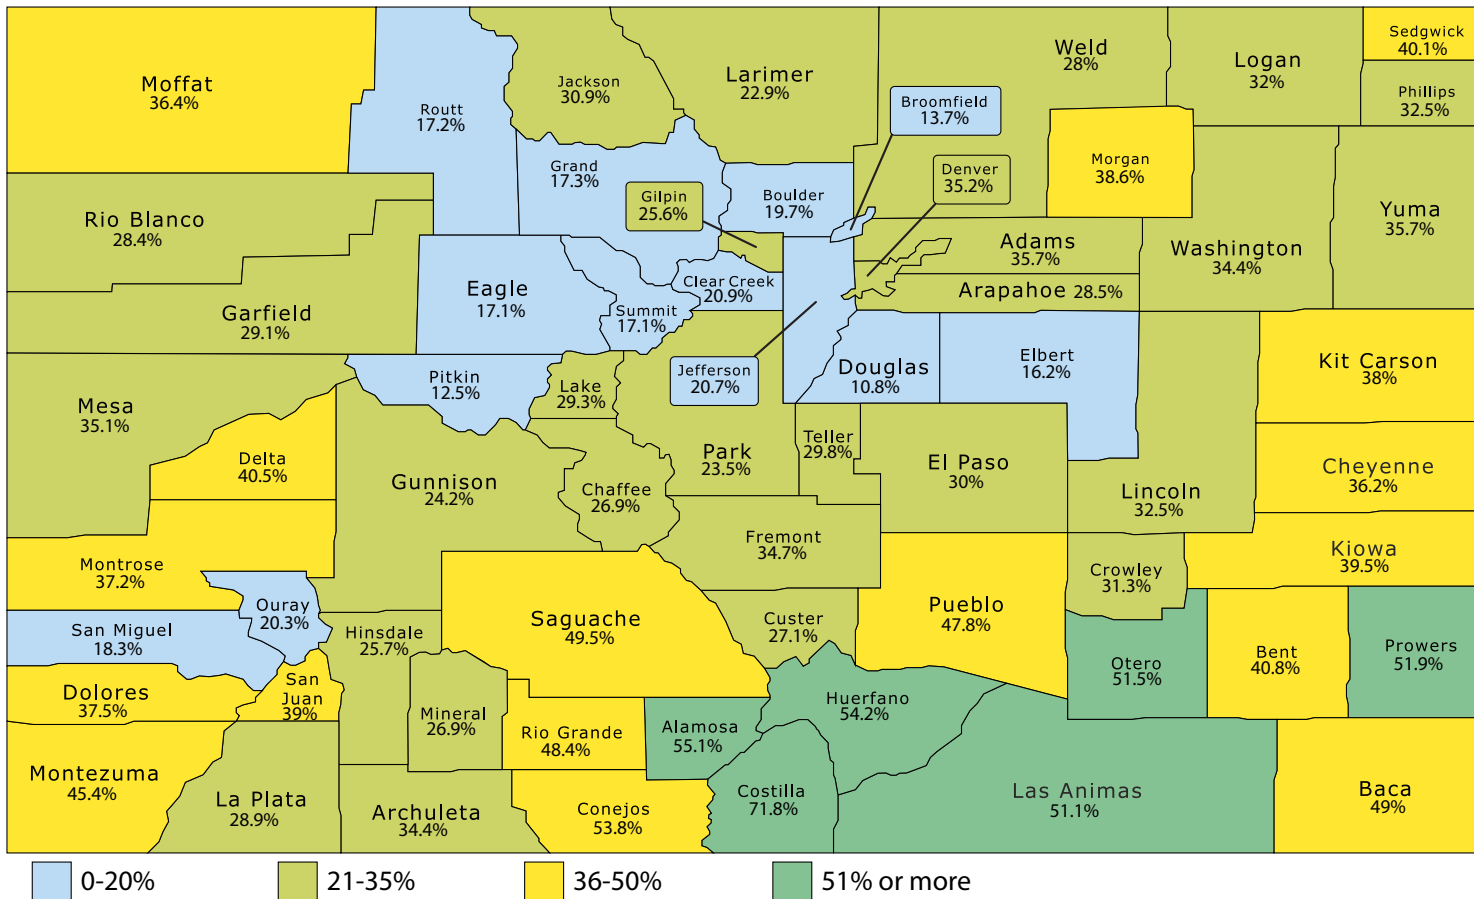 Moffat
36.4%
Routt
17.2%
Jackson
30.9%
Larimer
22.9%
Weld
28%
Logan
32%
Sedgwick
40.1%
Phillips
32.5%
Broomfield
13.7%
Morgan
38.6%
Grand
17.3%
Gilpin
25.6%
Boulder
19.7%
Denver
35.2%
Yuma
35.7%
Rio Blanco
28.4%
Adams
35.7%
Washington
34.4%
Eagle
17.1%
Clear Creek
20.9%
Arapahoe 28.5%
Garfield
29.1%
Summit
17.1%
Jefferson
20.7%
Douglas
10.8%
Elbert
16.2%
Kit Carson
38%
Pitkin
12.5%
Lake
29.3%
Mesa
35.1%
Delta
40.5%
Gunnison
24.2%
Chaffee
26.9%
Park
23.5%
Teller
29.8%
El Paso
30%
Lincoln
32.5%
Cheyenne
36.2%
Montrose
37.2%
Fremont
34.7%
Crowley
31.3%
Kiowa
39.5%
Ouray
20.3%
San Miguel
18.3%
Hinsdale
25.7%
Saguache
49.5%
Custer
27.1%
Pueblo
47.8%
Otero
51.5%
Bent
40.8%
Prowers
51.9%
Dolores
37.5%
San
Juan
39%
Mineral
26.9%
Rio Grande
48.4%
Alamosa
55.1%
Huerfano
54.2%
Montezuma
45.4%
La Plata
28.9%
Archuleta
34.4%
Conejos
53.8%
Costilla
71.8%
Las Animas
51.1%
Baca
49%
0-20%
21-35%
36-50%
51% or more